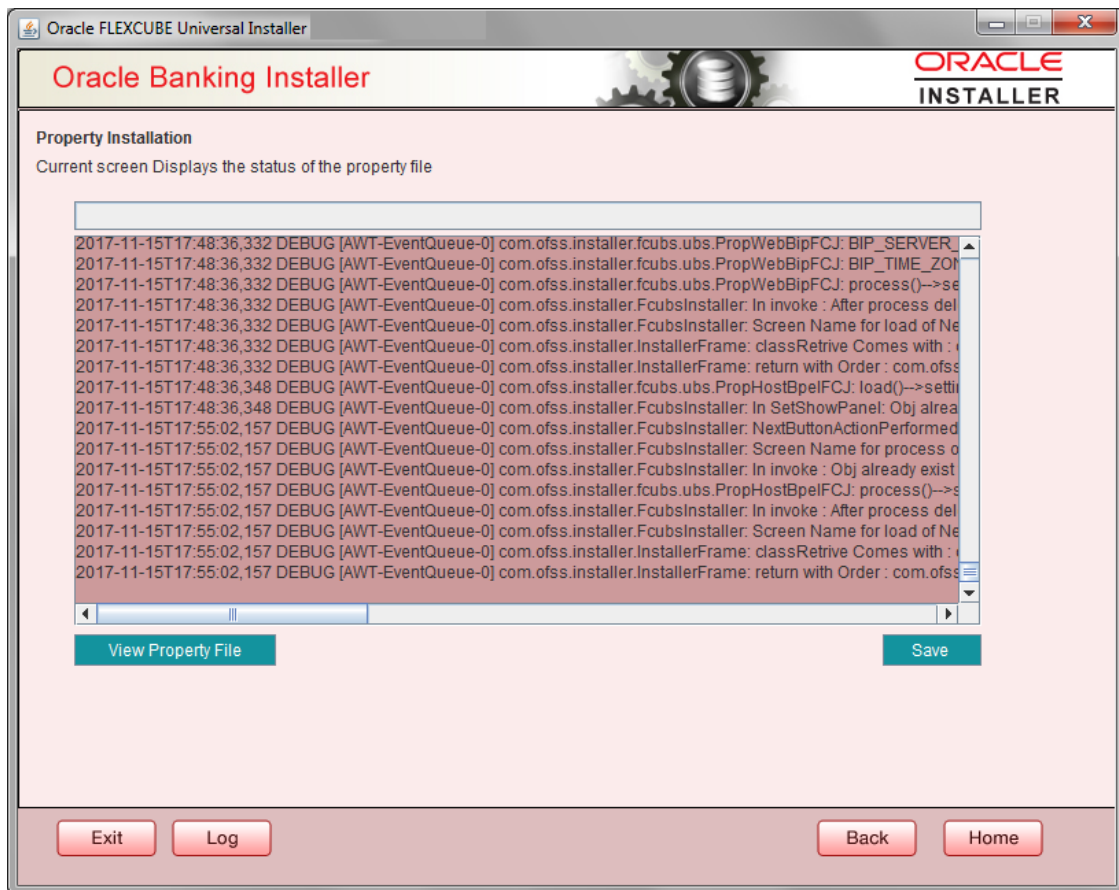 Oracle FLEXCUBE Universal Installer
Oracle Banking Installer
ORACLE
INSTALLER
Property Installation
Current screen Displays the status of the property file
2017-11-15T17:48:36,332 DEBUG [AWT-EventQueue-0] com.ofss.installer.fcubs.ubs.PropWebBipFCJ: BIP_SERVER_
2017-11-15T17:48:36,332 DEBUG [AWT-EventQueue-0] com.ofss.installer.fcubs.ubs.PropWebBipFCJ: BIP_TIME_ZON
2017-11-15T17:48:36,332 DEBUG [AWT-EventQueue-0] com.ofss.installer.fcubs.ubs.PropWebBipFCJ: process()-->se
2017-11-15T17:48:36,332 DEBUG [AWT-EventQueue-0] com.ofss.installer.FcubsInstaller: In invoke : After process del
2017-11-15T17:48:36,332 DEBUG [AWT-EventQueue-0] com.ofss.installer.FcubsInstaller: Screen Name for load of Ne
2017-11-15T17:48:36,332 DEBUG [AWT-EventQueue-0] com.ofss.installer.InstallerFrame: classRetrive Comes with :
2017-11-15T17:48:36,332 DEBUG [AWT-EventQueue-0] com.ofss.installer.InstallerFrame: return with Order : com.ofss
2017-11-15T17:48:36,348 DEBUG [AWT-EventQueue-0] com.ofss.installer.fcubs.ubs.PropHostBpelFCJ: load()-->settin
2017-11-15T17:48:36,348 DEBUG [AWT-EventQueue-0] com.ofss.installer.FcubsInstaller: In SetShowPanel: Obj alrea
2017-11-15T17:55:02,157 DEBUG [AWT-EventQueue-0] com.ofss.installer.FcubsInstaller: NextButtonActionPerformed
2017-11-15T17:55:02,157 DEBUG [AWT-EventQueue-0] com.ofss.installer.FcubsInstaller: Screen Name for process o
2017-11-15T17:55:02,157 DEBUG [AWT-EventQueue-0] com.ofss.installer.FcubsInstaller: In invoke : Obj already exist
2017-11-15T17:55:02,157 DEBUG [AWT-EventQueue-0] com.ofss.installer.fcubs.ubs.PropHostBpelFCJ: process()-->s
2017-11-15T17:55:02,157 DEBUG [AWT-EventQueue-0] com.ofss.installer.FcubsInstaller: In invoke : After process del
2017-11-15T17:55:02,157 DEBUG [AWT-EventQueue-0] com.ofss.installer.FcubsInstaller: Screen Name for load of Ne
2017-11-15T17:55:02,157 DEBUG [AWT-EventQueue-0] com.ofss.installer.InstallerFrame: classRetrive Comes with :
2017-11-15T17:55:02,157 DEBUG [AWT-EventQueue-0] com.ofss.installer.InstallerFrame: return with Order : com.ofss
View Property File
Save
Exit
Log
Back
Home